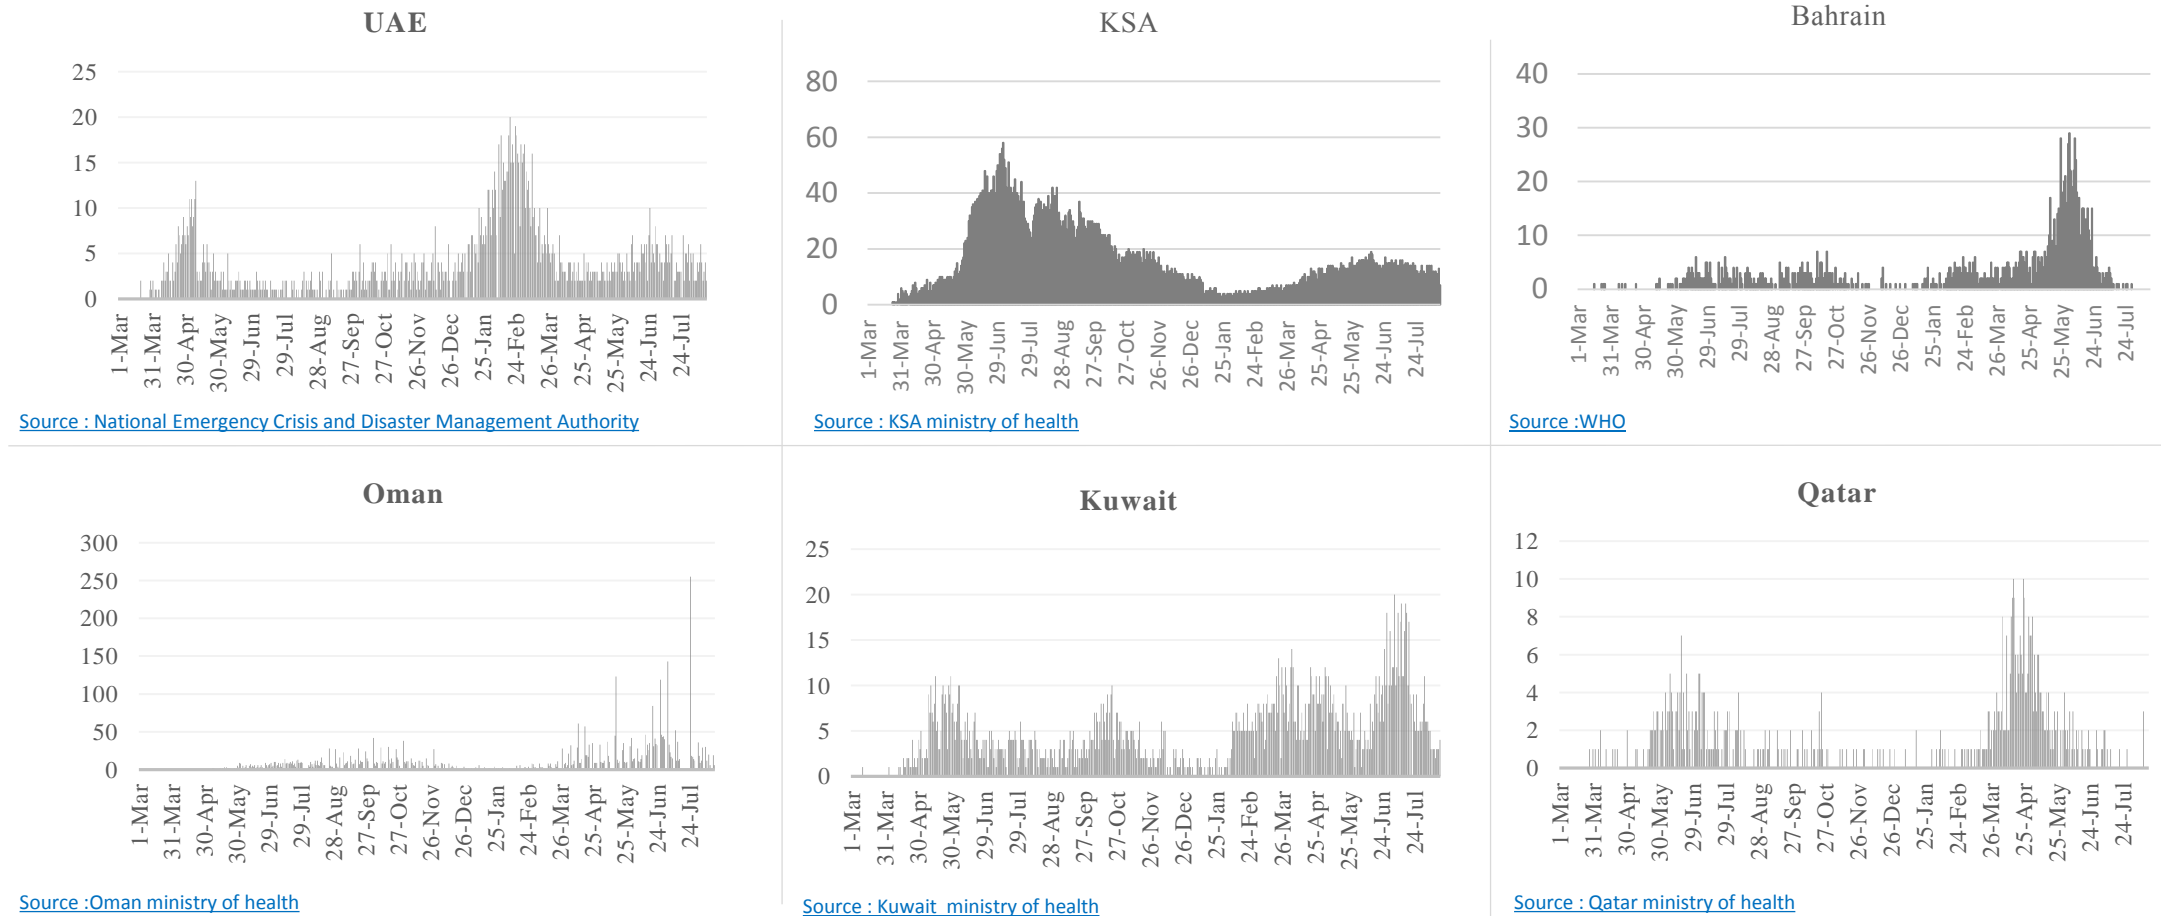 UAE
25
20
15
10
5
0
1-Mar
31-Mar
30-Apr
30-May
29-Jun
29-Jul
28-Aug
27-Sep
27-Oct
26-Nov
26-Dec
25-Jan
24-Feb
26-Mar
25-Apr
25-May
24-Jun
24-Jul
Source : National Emergency Crisis and Disaster Management Authority
KSA
80
60
40
20
0
1-Mar
31-Mar
30-Apr
30-May
29-Jun
29-Jul
28-Aug
27-Sep
27-Oct
26-Nov
26-Dec
25-Jan
24-Feb
26-Mar
25-Apr
25-May
24-Jun
24-Jul
Source : KSA ministry of health
Bahrain
40
30
20
10
0
1-Mar
31-Mar
30-Apr
30-May
29-Jun
29-Jul
28-Aug
27-Sep
27-Oct
26-Nov
26-Dec
25-Jan
24-Feb
26-Mar
25-Apr
25-May
24-Jun
24-Jul
Source :WHO
Oman
300
250
200
150
100
50
0
1-Mar
31-Mar
30-Apr
30-May
29-Jun
29-Jul
28-Aug
27-Sep
27-Oct
26-Nov
26-Dec
25-Jan
24-Feb
26-Mar
25-Apr
25-May
24-Jun
24-Jul
Source :Oman ministry of health
Kuwait
25
20
15
10
5
0
1-Mar
31-Mar
30-Apr
30-May
29-Jun
29-Jul
28-Aug
27-Sep
27-Oct
26-Nov
26-Dec
25-Jan
24-Feb
26-Mar
25-Apr
25-May
24-Jun
24-Jul
Source : Kuwait  ministry of health
Qatar
12
10
8
6
4
2
0
1-Mar
31-Mar
30-Apr
30-May
29-Jun
29-Jul
28-Aug
27-Sep
27-Oct
26-Nov
26-Dec
25-Jan
24-Feb
26-Mar
25-Apr
25-May
24-Jun
24-Jul
Source : Qatar ministry of health